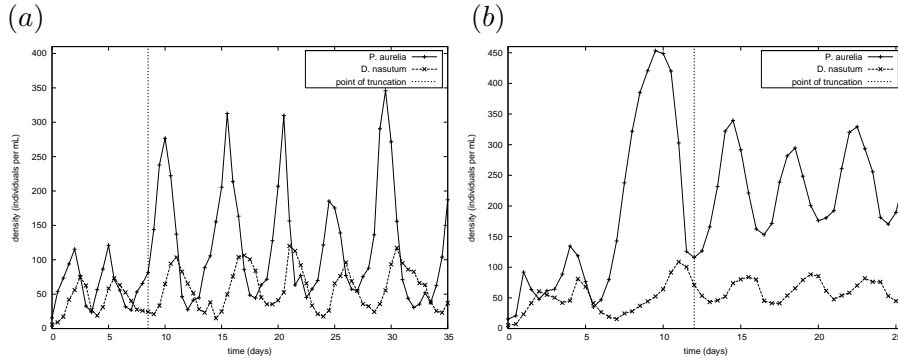 (a)
P. aurelia
D. nasutum
point of truncation
density (individuals per mL)
400
350
300
250
200
150
100
50
0
0 5 10 15 20 25 30 35
time (days)
(b)
P. aurelia
D. nasutum
point of truncation
density (individuals per mL)
450
400
350
300
250
200
150
100
50
0
0 5 10 15 20 25
time (days)